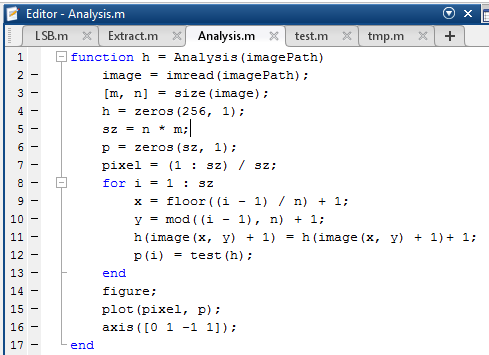 Editor - Analysis.m
LSB.m Extract.m Analysis.m test.m tmp.m +
1 function h = Analysis(imagePath)
2 - image = imread(imagePath);
3 - [m, n] = size(image);
4 - h = zeros(256, 1);
5 - sz = n * m;
6 - p = zeros(sz, 1);
7 - pixel = (1 : sz) / sz;
8 - for i = 1 : sz
9 - x = floor((i - 1) / n) + 1;
10 - y = mod((i - 1), n) + 1;
11 - h(image(x, y) + 1) = h(image(x, y) + 1)+ 1;
12 - p(i) = test(h);
13 - end
14 - figure;
15 - plot(pixel, p);
16 - axis([0 1 -1 1]);
17 - end